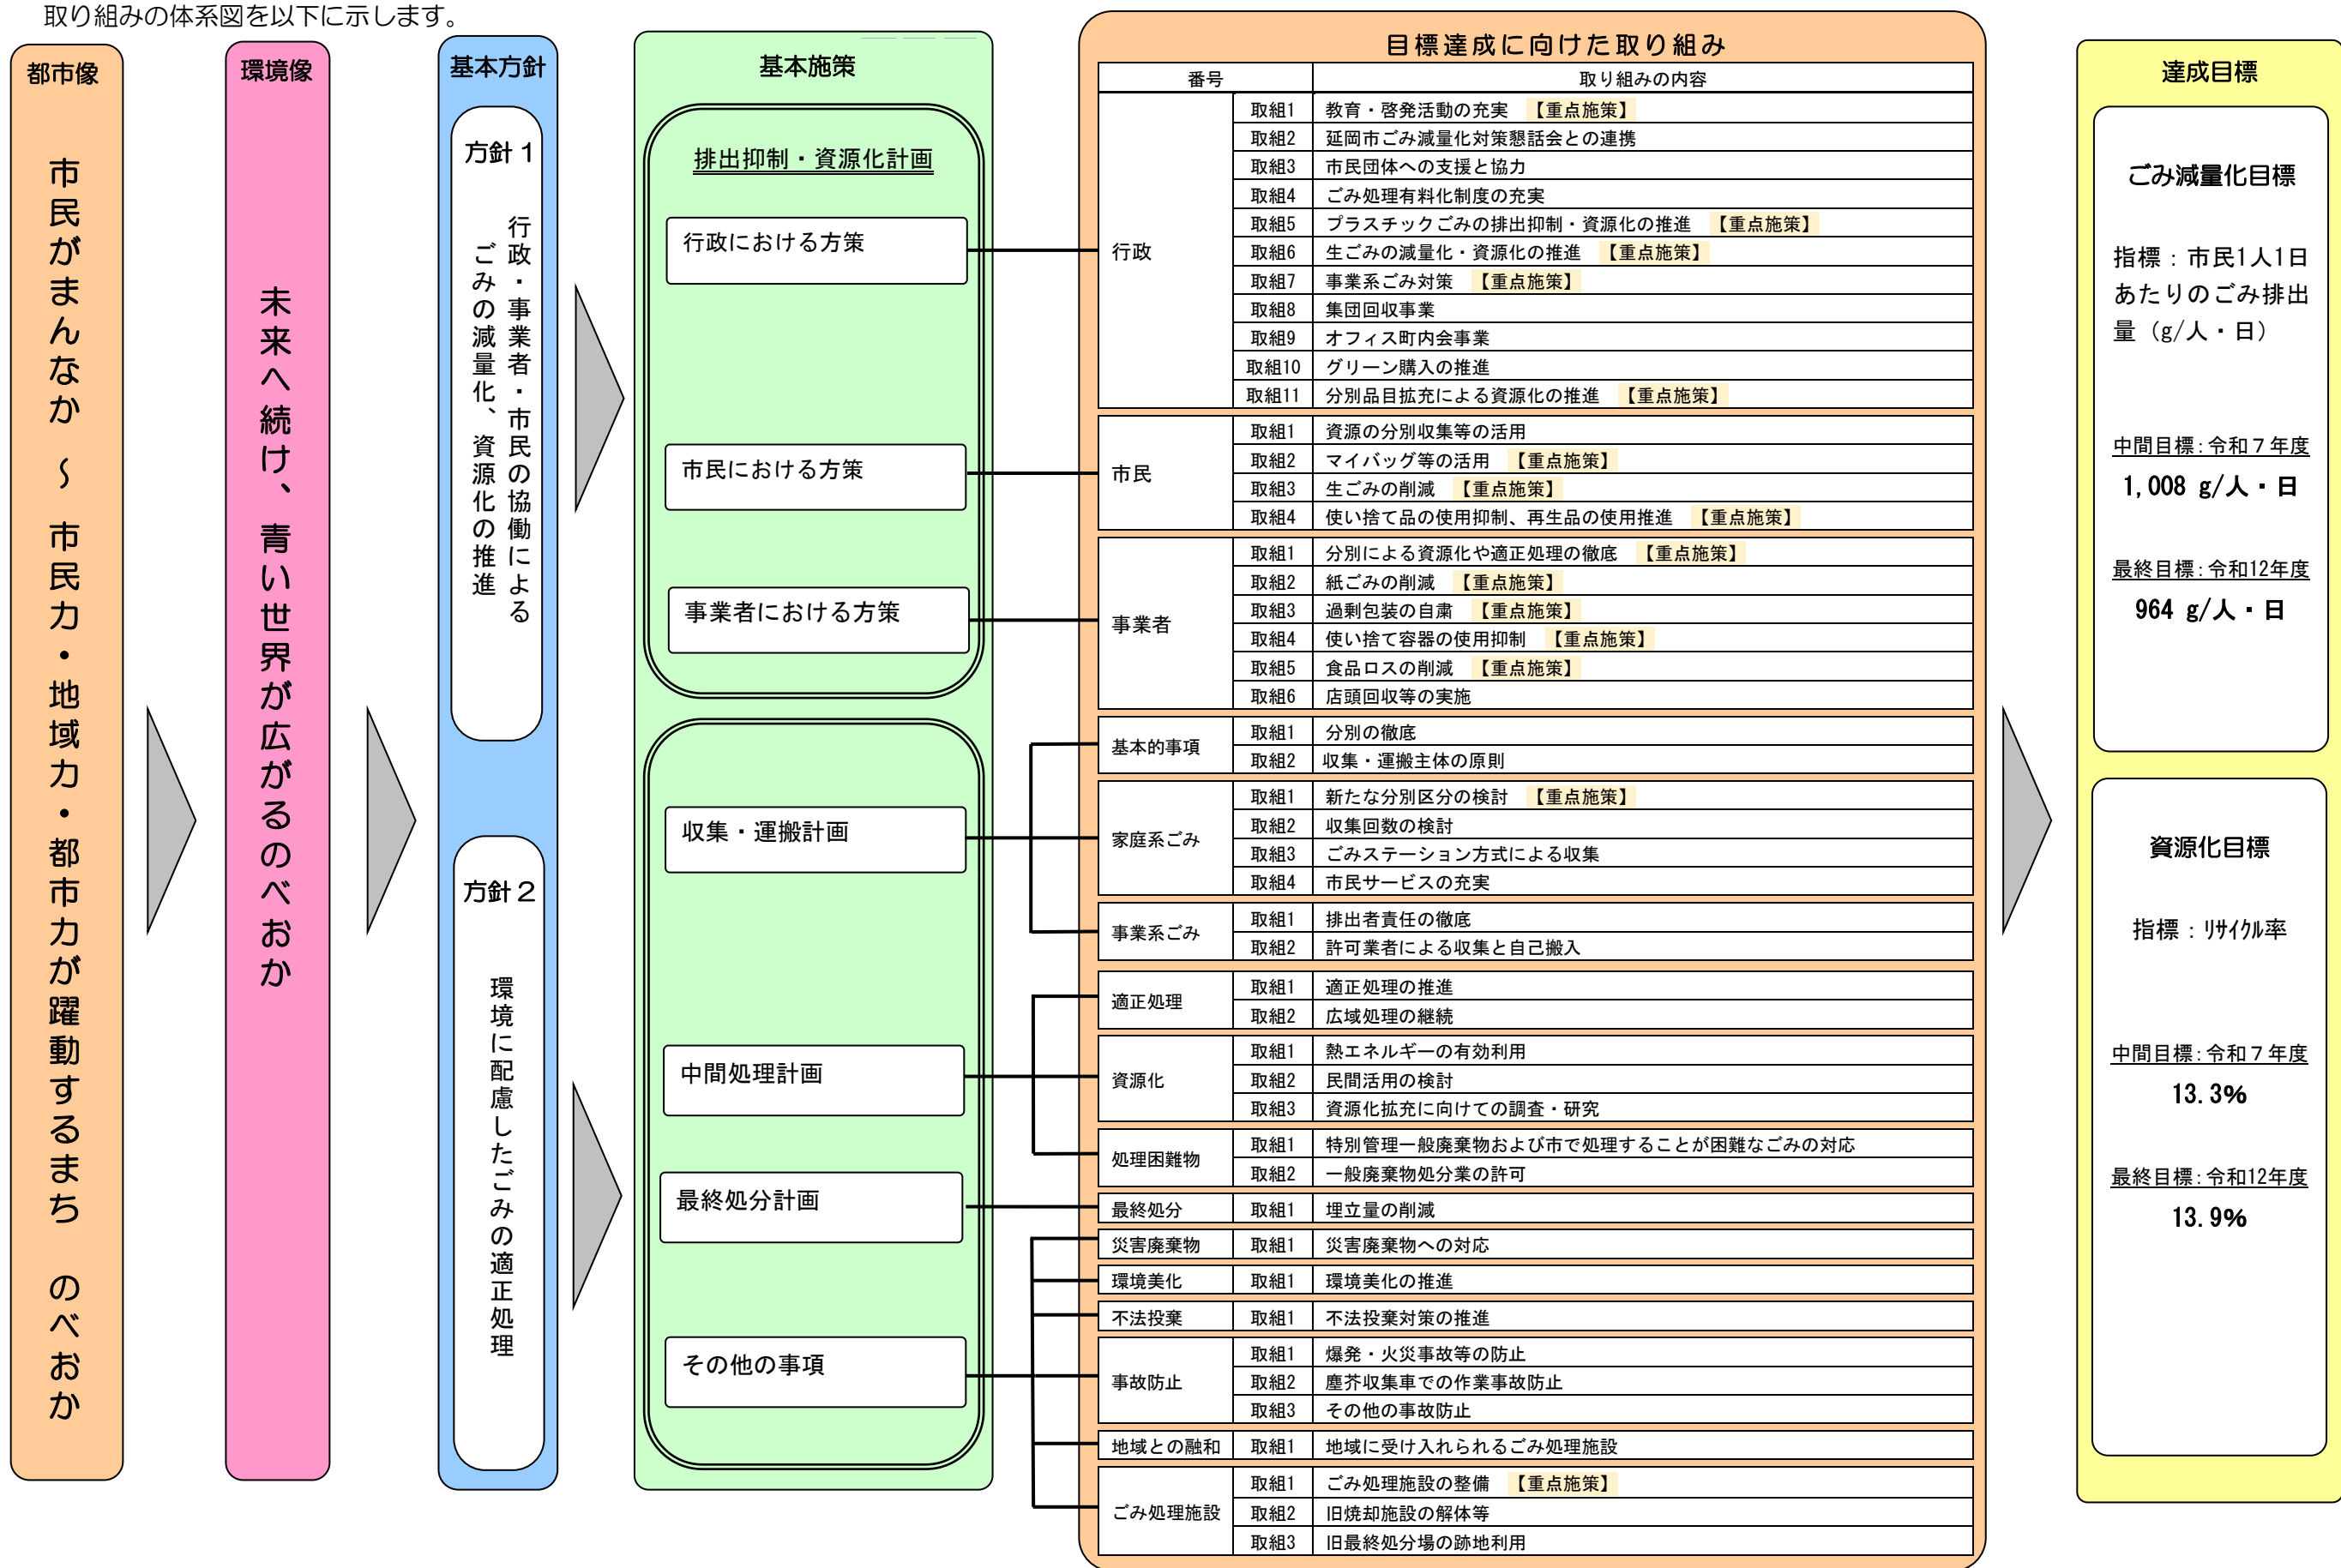 取り組みの体系図を以下に示します。
都市像
市民がまんなか ～ 市民力・地域力・都市力が躍動するまち のべおか
環境像
未来へ続け、青い世界が広がるのべおか
基本方針
方針１
行政・事業者・市民の協働による
ごみの減量化、資源化の推進
方針２
環境に配慮したごみの適正処理
基本施策
排出抑制・資源化計画
行政における方策
市民における方策
事業者における方策
収集・運搬計画
中間処理計画
最終処分計画
その他の事項
目標達成に向けた取り組み
番号 取り組みの内容
行政
取組1 教育・啓発活動の充実 【重点施策】
取組2 延岡市ごみ減量化対策懇話会との連携
取組3 市民団体への支援と協力
取組4 ごみ処理有料化制度の充実
取組5 プラスチックごみの排出抑制・資源化の推進 【重点施策】
取組6 生ごみの減量化・資源化の推進 【重点施策】
取組7 事業系ごみ対策 【重点施策】
取組8 集団回収事業
取組9 オフィス町内会事業
取組10 グリーン購入の推進
取組11 分別品目拡充による資源化の推進 【重点施策】
市民
取組1 資源の分別収集等の活用
取組2 マイバッグ等の活用 【重点施策】
取組3 生ごみの削減 【重点施策】
取組4 使い捨て品の使用抑制、再生品の使用推進 【重点施策】
事業者
取組1 分別による資源化や適正処理の徹底 【重点施策】
取組2 紙ごみの削減 【重点施策】
取組3 過剰包装の自粛 【重点施策】
取組4 使い捨て容器の使用抑制 【重点施策】
取組5 食品ロスの削減 【重点施策】
取組6 店頭回収等の実施
基本的事項
取組1 分別の徹底
取組2 収集・運搬主体の原則
家庭系ごみ
取組1 新たな分別区分の検討 【重点施策】
取組2 収集回数の検討
取組3 ごみステーション方式による収集
取組4 市民サービスの充実
事業系ごみ
取組1 排出者責任の徹底
取組2 許可業者による収集と自己搬入
適正処理
取組1 適正処理の推進
取組2 広域処理の継続
資源化
取組1 熱エネルギーの有効利用
取組2 民間活用の検討
取組3 資源化拡充に向けての調査・研究
処理困難物
取組1 特別管理一般廃棄物および市で処理することが困難なごみの対応
取組2 一般廃棄物処分業の許可
最終処分 取組1 埋立量の削減
災害廃棄物 取組1 災害廃棄物への対応
環境美化 取組1 環境美化の推進
不法投棄 取組1 不法投棄対策の推進
事故防止
取組1 爆発・火災事故等の防止
取組2 塵芥収集車での作業事故防止
取組3 その他の事故防止
地域との融和 取組1 地域に受け入れられるごみ処理施設
ごみ処理施設
取組1 ごみ処理施設の整備 【重点施策】
取組2 旧焼却施設の解体等
取組3 旧最終処分場の跡地利用
達成目標
ごみ減量化目標
指標：市民1人1日
あたりのごみ排出
量（g/人・日）
中間目標:令和７年度
1,008 g/人・日
最終目標:令和12年度
964 g/人・日
資源化目標
指標：ﾘｻｲｸﾙ率
中間目標:令和７年度
13.3%
最終目標:令和12年度
13.9%